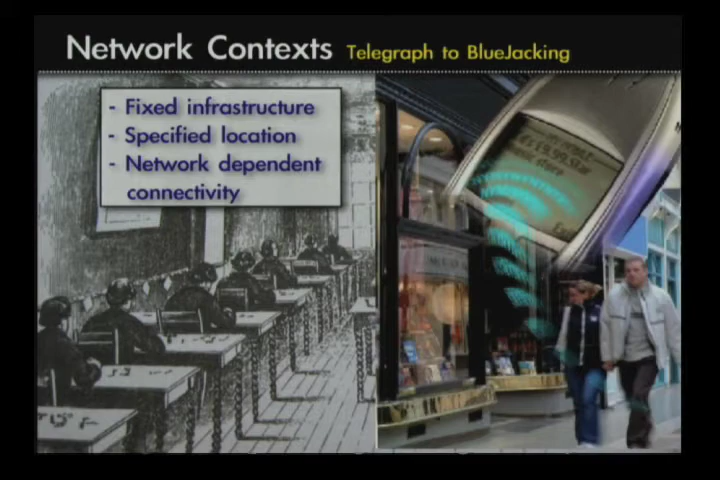 Network Contexts Telegraph to BlueJacking
- Fixed infrastructure
- Specified location
- Network dependent
connectivity